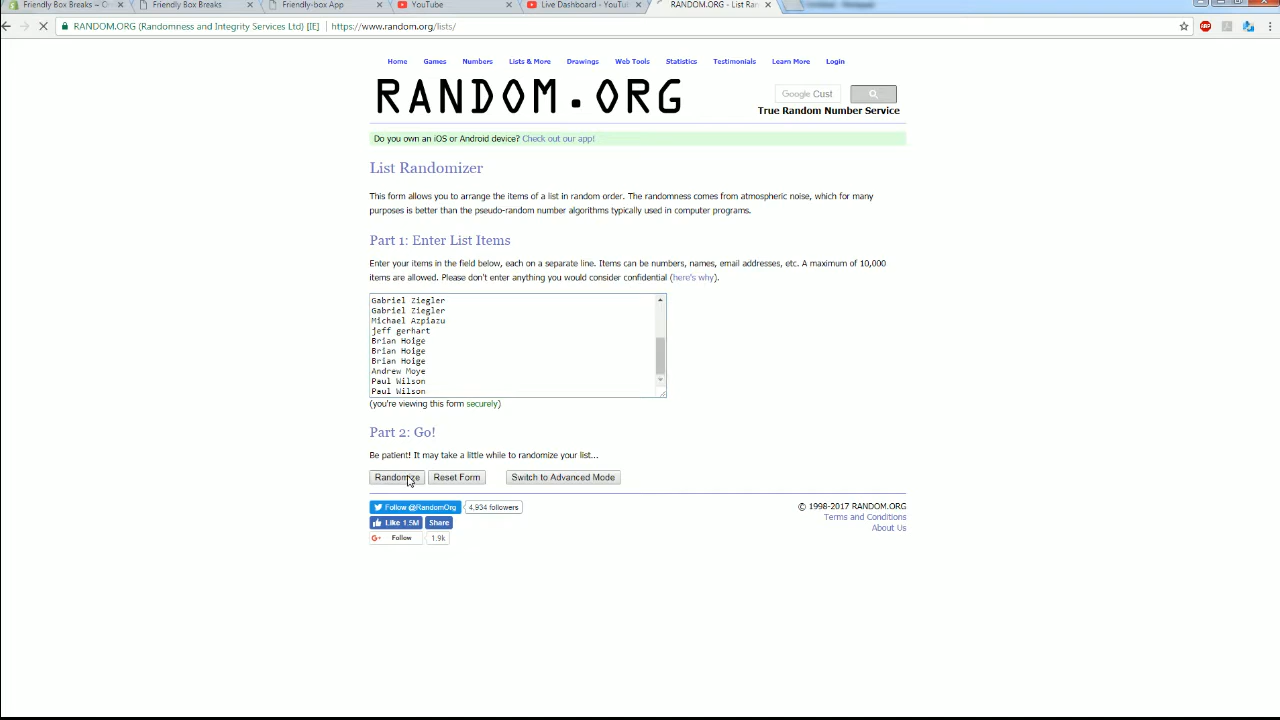 Friendly Box Breaks ~ C
Friendly Box Breaks
Friendly-box App
YouTube
Live Dashboard - YouTu
RANDOM.ORG - List Ran
RANDOM.ORG (Randomness and Integrity Services Ltd) [IE]
https://www.random.org/lists/
Home Games Numbers Lists & More Drawings Web Tools Statistics Testimonials Learn More Login
RANDOM.ORG
Google Cust
True Random Number Service
Do you own an iOS or Android device? Check out our app!
List Randomizer
This form allows you to arrange the items of a list in random order. The randomness comes from atmospheric noise, which for many
purposes is better than the pseudo-random number algorithms typically used in computer programs.
Part 1: Enter List Items
Enter your items in the field below, each on a separate line. Items can be numbers, names, email addresses, etc. A maximum of 10,000
items are allowed. Please don't enter anything you would consider confidential (here's why).
Gabriel Ziegler
Gabriel Ziegler
Michael Azpiazu
jeff gerhart
Brian Hoige
Brian Hoige
Brian Hoige
Andrew Moye
Paul Wilson
Paul Wilson
(you're viewing this form securely)
Part 2: Go!
Be patient! It may take a little while to randomize your list...
Randomize Reset Form Switch to Advanced Mode
Follow @RandomOrg 4,934 followers
Like 1.5M Share
G+ Follow 1.9k
© 1998-2017 RANDOM.ORG
Terms and Conditions
About Us